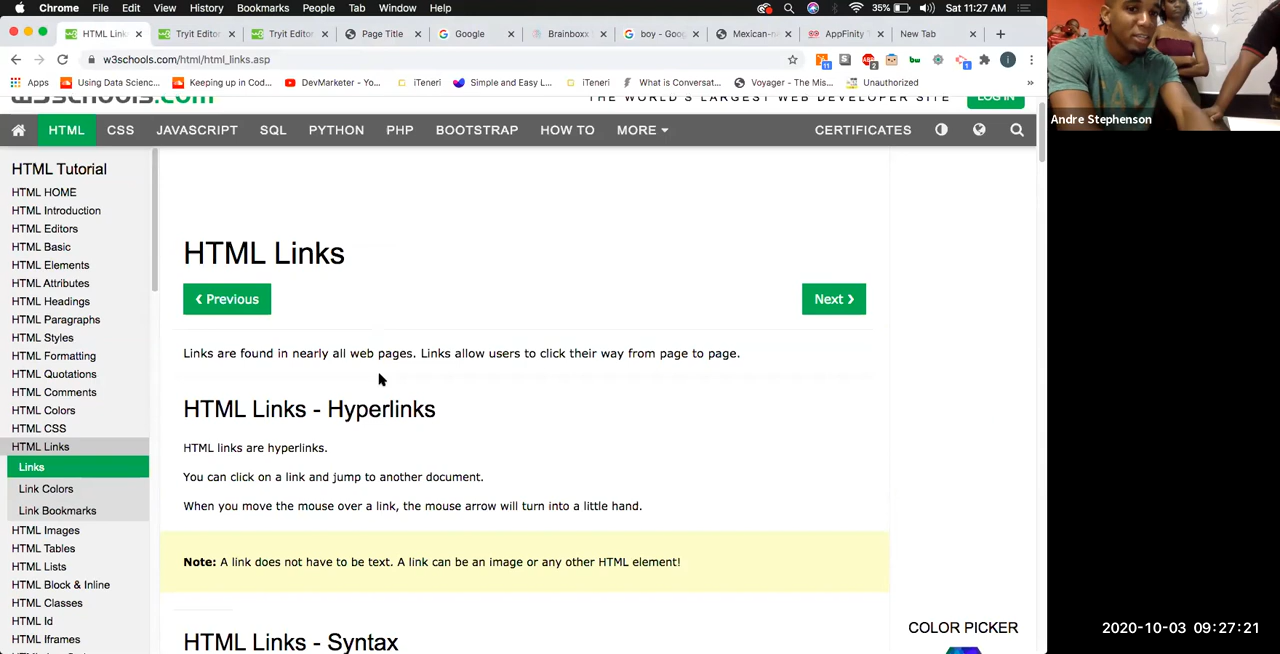 Chrome File Edit View History Bookmarks People Tab Window Help 35% Sat 11:27 AM
HTML Link Tryit Editor Tryit Editor Page Title Google Brainboxx boy - Goo Mexican-ne AppFinity T New Tab
w3schools.com/html/html_links.asp
Apps Using Data Scienc... Keeping up in Cod... DevMarketer - Yo... iTeneri Simple and Easy L... iTeneri What is Conversat... Voyager - The Mis... Unauthorized »
w3schools.com THE WORLD'S LARGEST WEB DEVELOPER SITE LOG IN
HTML CSS JAVASCRIPT SQL PYTHON PHP BOOTSTRAP HOW TO MORE CERTIFICATES
Andre Stephenson
HTML Tutorial
HTML HOME
HTML Introduction
HTML Editors
HTML Basic
HTML Elements
HTML Attributes
HTML Headings
HTML Paragraphs
HTML Styles
HTML Formatting
HTML Quotations
HTML Comments
HTML Colors
HTML CSS
HTML Links
Links
Link Colors
Link Bookmarks
HTML Images
HTML Tables
HTML Lists
HTML Block & Inline
HTML Classes
HTML Id
HTML Iframes
HTML Links
❮ Previous
Next ❯
Links are found in nearly all web pages. Links allow users to click their way from page to page.
HTML Links - Hyperlinks
HTML links are hyperlinks.
You can click on a link and jump to another document.
When you move the mouse over a link, the mouse arrow will turn into a little hand.
Note: A link does not have to be text. A link can be an image or any other HTML element!
HTML Links - Syntax
COLOR PICKER
2020-10-03 09:27:21